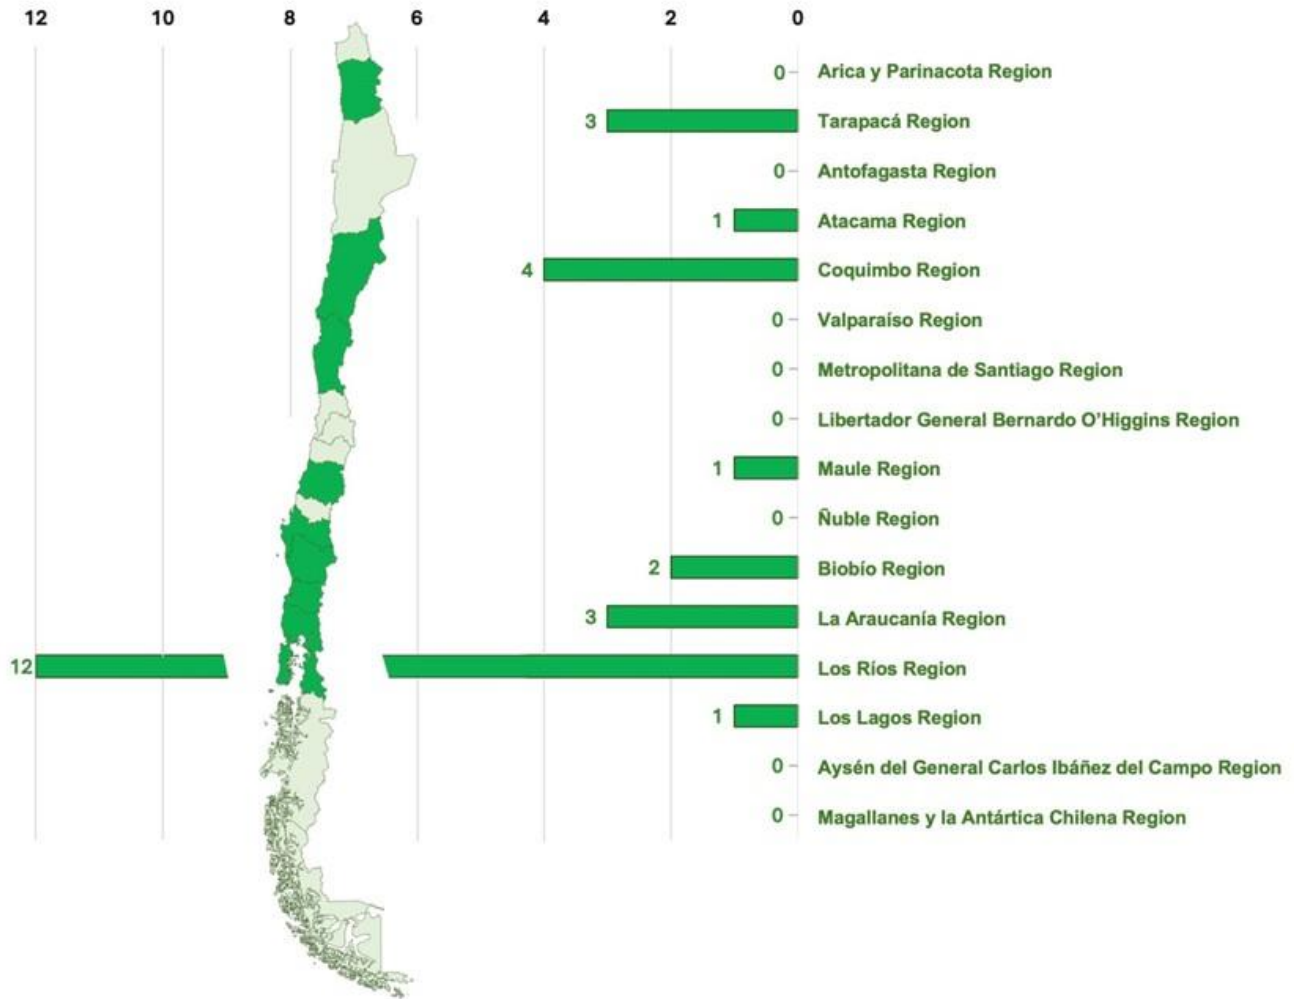 12 10 8 6 4 2 0
0 Arica y Parinacota Region
3 Tarapacá Region
0 Antofagasta Region
1 Atacama Region
4 Coquimbo Region
0 Valparaíso Region
0 Metropolitana de Santiago Region
0 Libertador General Bernardo O'Higgins Region
1 Maule Region
0 Ñuble Region
2 Biobío Region
3 La Araucanía Region
12 Los Ríos Region
1 Los Lagos Region
0 Aysén del General Carlos Ibáñez del Campo Region
0 Magallanes y la Antártica Chilena Region